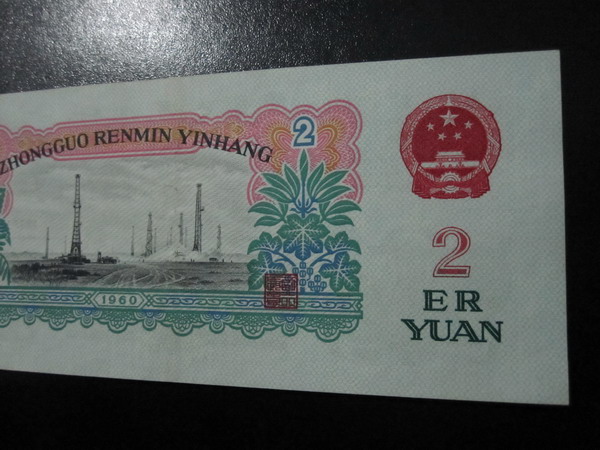 ZHONGGUO RENMIN YINHANG
2
1960
2
ER
YUAN